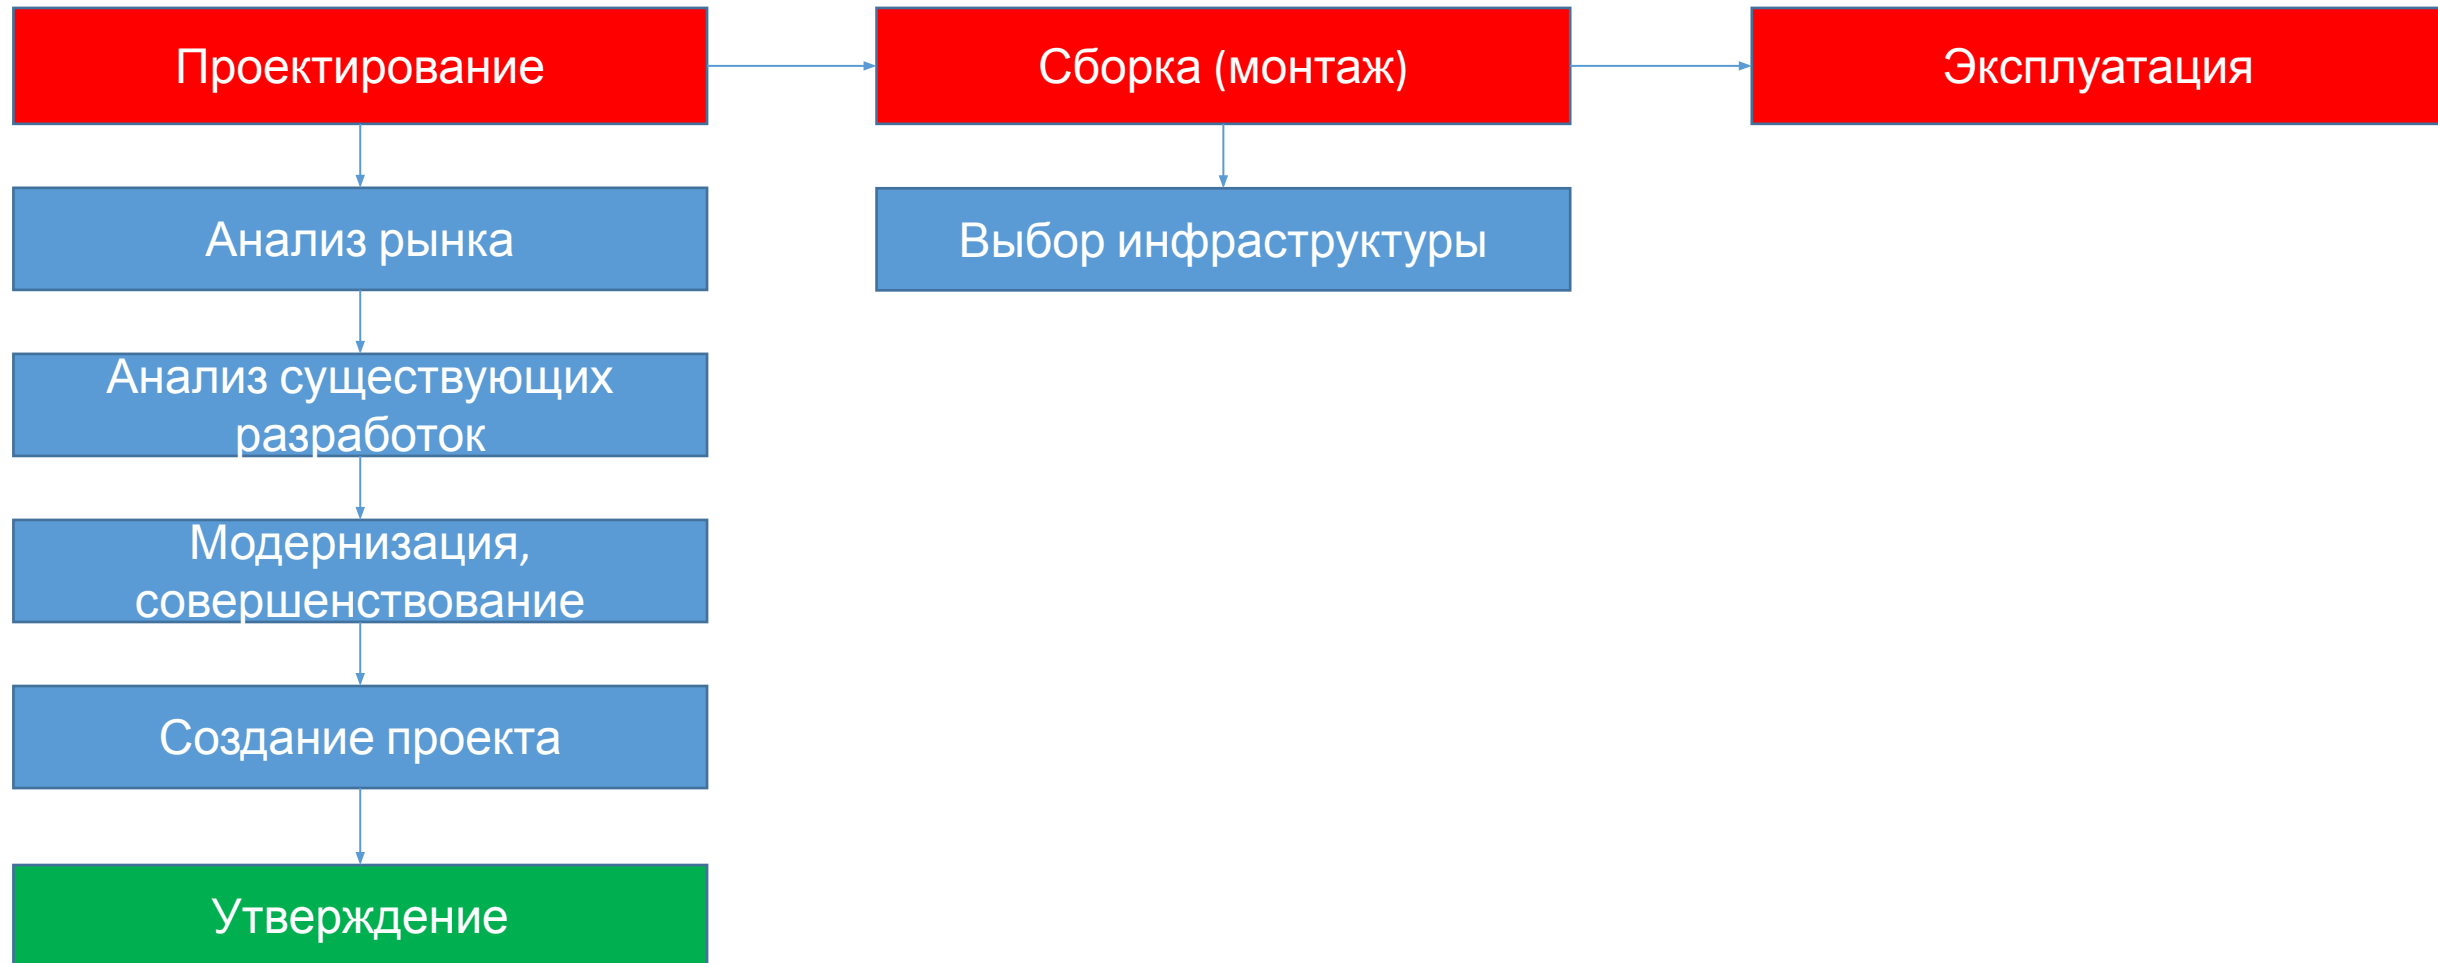 Проектирование
Сборка (монтаж)
Эксплуатация
Анализ рынка
Выбор инфраструктуры
Анализ существующих
разработок
Модернизация,
совершенствование
Создание проекта
Утверждение